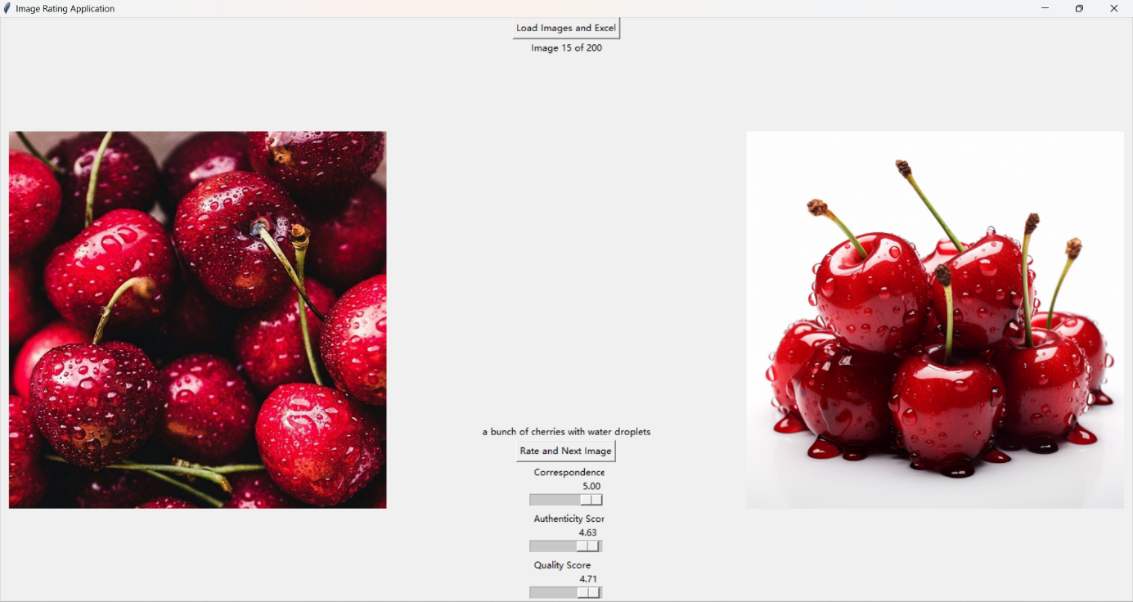 Image Rating Application
Load Images and Excel
Image 15 of 200
a bunch of cherries with water droplets
Rate and Next Image
Correspondence
5.00
Authenticity Scor
4.63
Quality Score
4.71